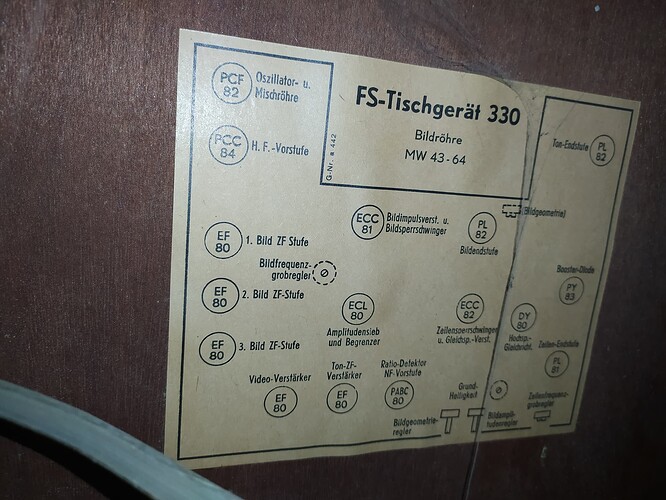 PCF
82
Oszillator- u.
Mischröhre
FS-Tischgerät 330
Bildröhre
MW 43-64
G-Nr. a 442
PCC
84
H. F.-Vorstufe
Ton-Endstufe
PL
82
ECC
81
Bildimpulsverst. u.
Bildsperrschwinger
PL
82
Bildendstufe
(Bildgeometrie)
EF
80
1. Bild ZF Stufe
Bildfrequenz-
grobregler
EF
80
2. Bild ZF-Stufe
Booster-Diode
PY
83
ECL
80
Amplitudensieb
und Begrenzer
ECC
82
Zeilensperrschwinger
u. Gleichsp.-Verst.
DY
80
Hochsp.-
Gleichricht.
Zeilen-Endstufe
PL
81
EF
80
3. Bild ZF-Stufe
Video-Verstärker
EF
80
Ton-ZF-
Verstärker
EF
80
Ratio-Detektor
NF-Vorstufe
PABC
80
Grund-
Helligkeit
Zeilenfrequenz-
grobregler
Bildgeometrie-
regler
Bildampli-
tudenregler